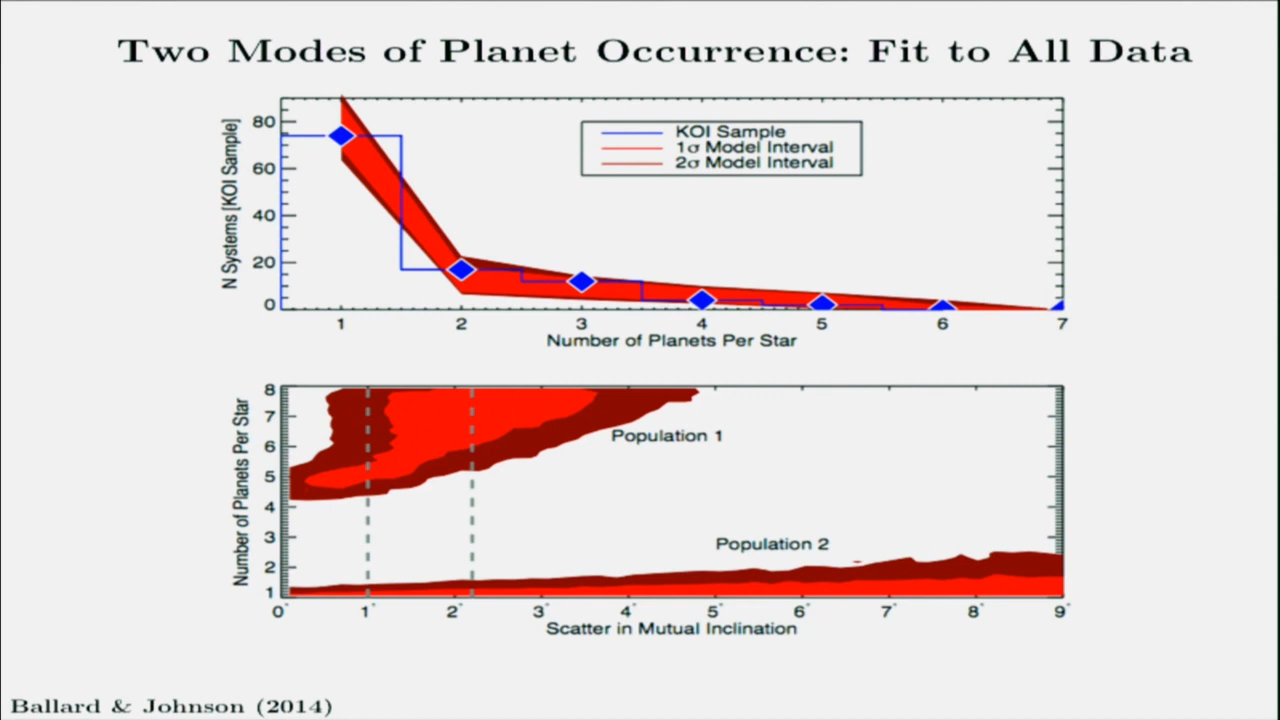 Two Modes of Planet Occurrence: Fit to All Data
N Systems [KOI Sample]
80
60
40
20
0
KOI Sample
1σ Model Interval
2σ Model Interval
1 2 3 4 5 6 7
Number of Planets Per Star
Number of Planets Per Star
8
7
6
5
4
3
2
1
Population 1
Population 2
0° 1° 2° 3° 4° 5° 6° 7° 8° 9°
Scatter in Mutual Inclination
Ballard & Johnson (2014)